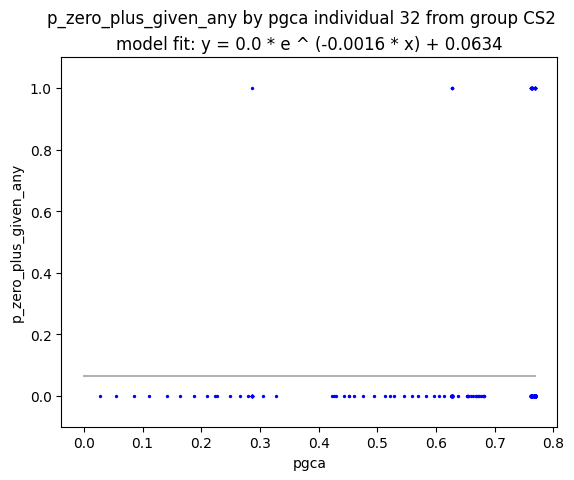 p_zero_plus_given_any by pgca individual 32 from group CS2
model fit: y = 0.0 * e ^ (-0.0016 * x) + 0.0634
1.0
0.8
0.6
0.4
0.2
0.0
p_zero_plus_given_any
0.0 0.1 0.2 0.3 0.4 0.5 0.6 0.7 0.8
pgca